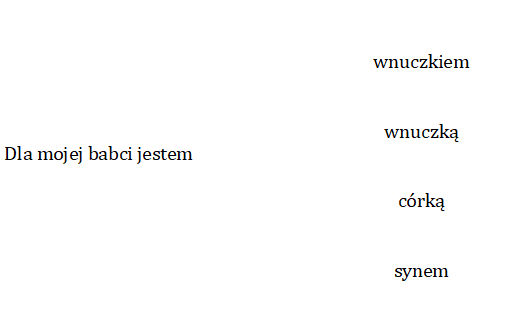 wnuczkiem
wnuczką
Dla mojej babci jestem
córką
synem